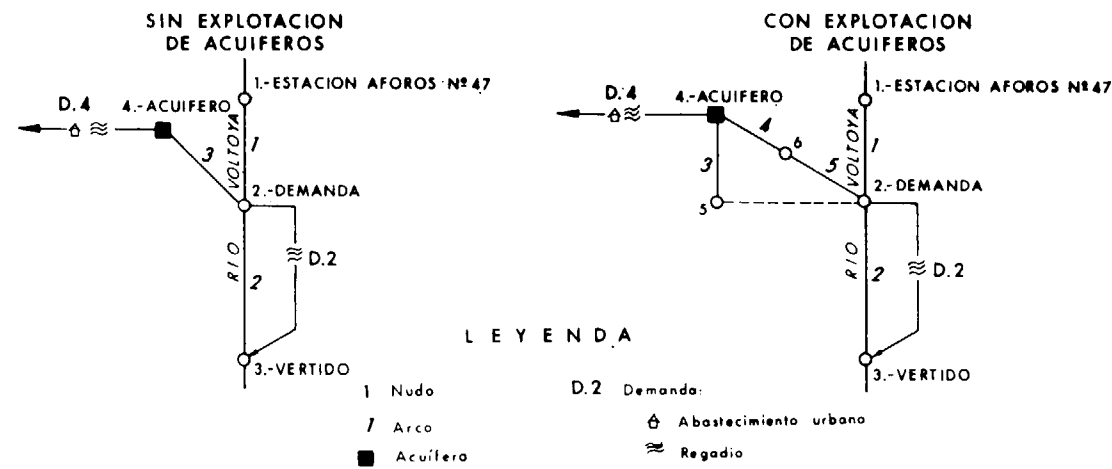 SIN EXPLOTACION
DE ACUIFEROS
1.-ESTACION AFOROS Nº 47
D.4
4.-ACUIFERO
3
1
VOLTOYA
2.-DEMANDA
RIO
2
D.2
3.-VERTIDO
CON EXPLOTACION
DE ACUIFEROS
1.-ESTACION AFOROS Nº 47
D.4
4.-ACUIFERO
4
6
3
5
1
VOLTOYA
2.-DEMANDA
5
RIO
2
D.2
3.-VERTIDO
LEYENDA
1 Nudo
1 Arco
Acuífero
D.2 Demanda:
Abastecimiento urbano
Regadio